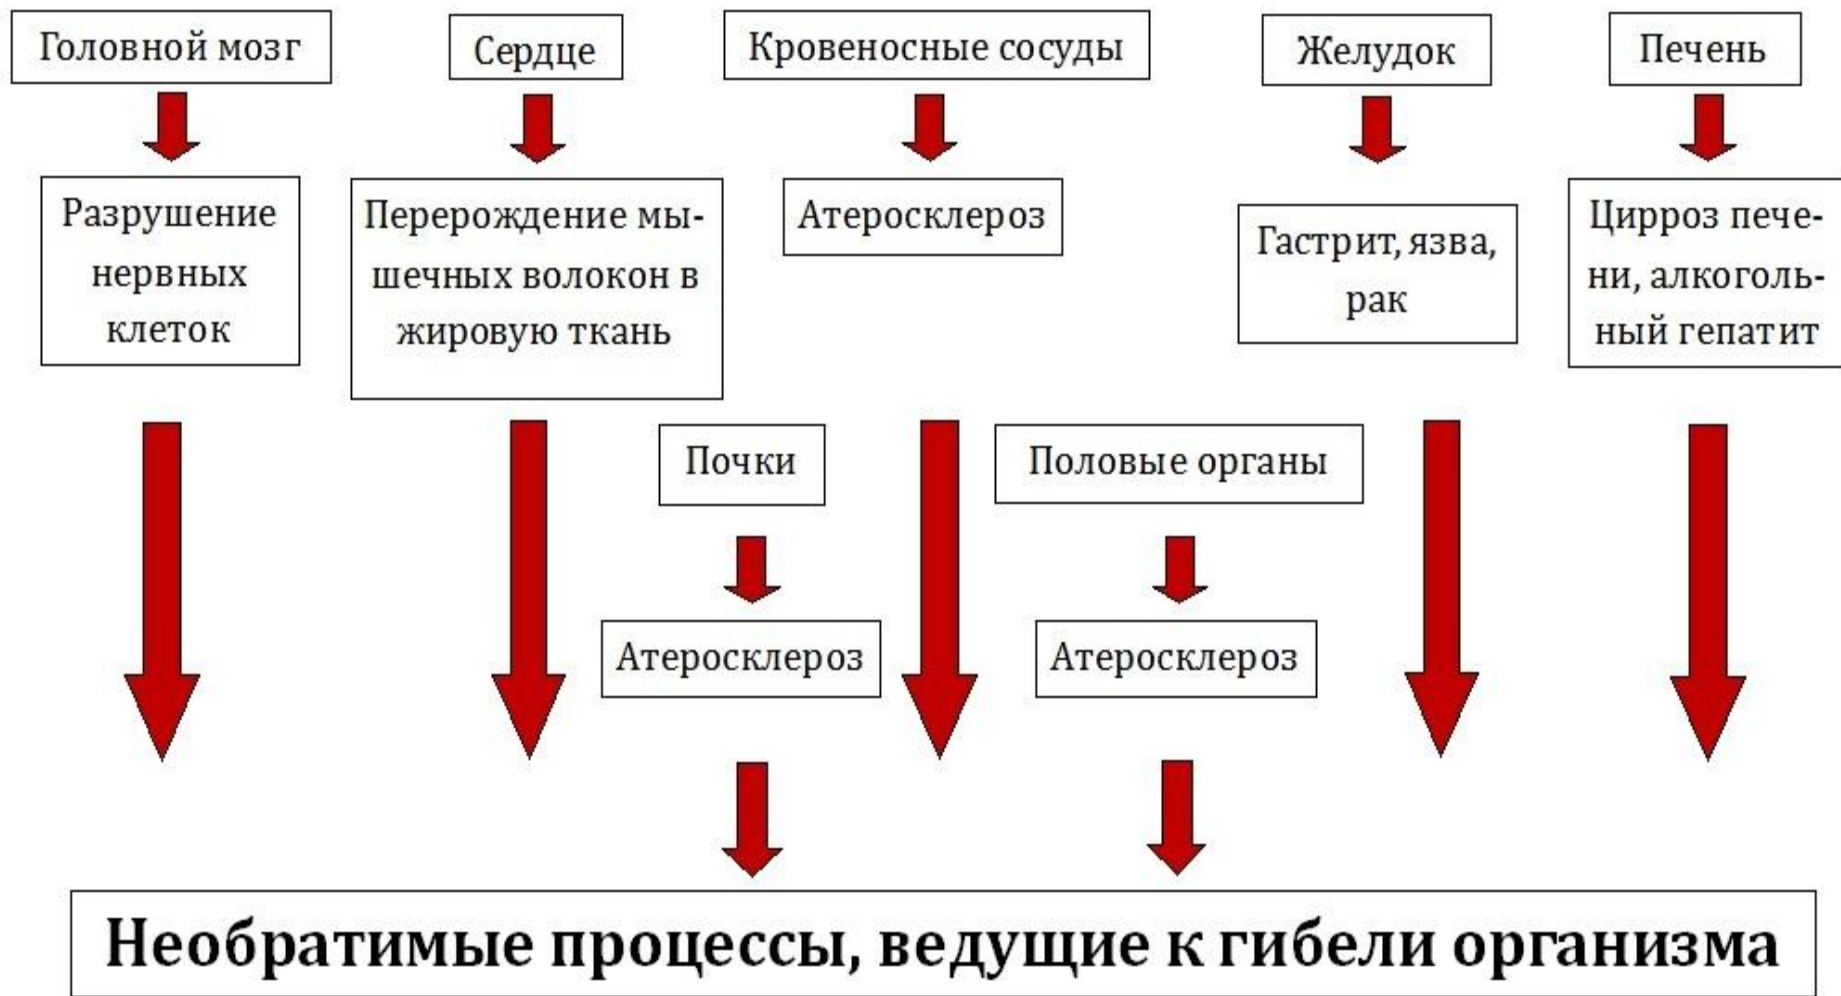 Головной мозг
Сердце
Кровеносные сосуды
Желудок
Печень
Разрушение
нервных
клеток
Перерождение мы-
шечных волокон в
жировую ткань
Атеросклероз
Гастрит, язва,
рак
Цирроз пече-
ни, алкоголь-
ный гепатит
Почки
Половые органы
Атеросклероз
Атеросклероз
Необратимые процессы, ведущие к гибели организма